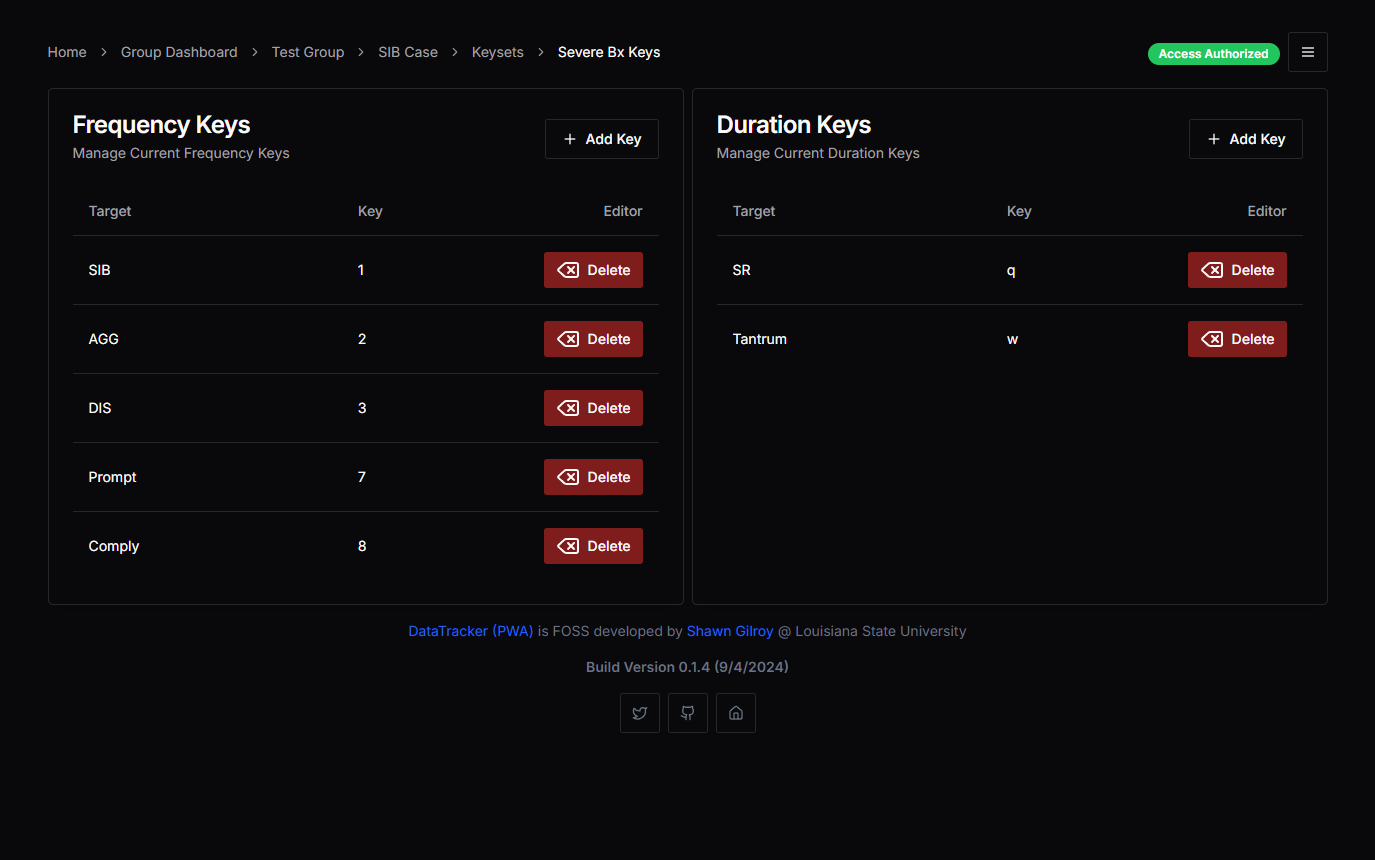 Home > Group Dashboard > Test Group > SIB Case > Keysets > Severe Bx Keys
Access Authorized
Frequency Keys
Manage Current Frequency Keys
+ Add Key
Target Key Editor
SIB 1 Delete
AGG 2 Delete
DIS 3 Delete
Prompt 7 Delete
Comply 8 Delete
Duration Keys
Manage Current Duration Keys
+ Add Key
Target Key Editor
SR q Delete
Tantrum w Delete
DataTracker (PWA) is FOSS developed by Shawn Gilroy @ Louisiana State University
Build Version 0.1.4 (9/4/2024)